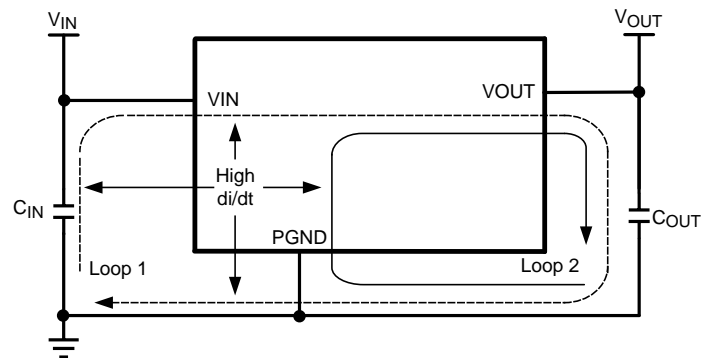 VIN
VOUT
VIN
VOUT
High
di/dt
CIN
COUT
PGND
Loop 1
Loop 2